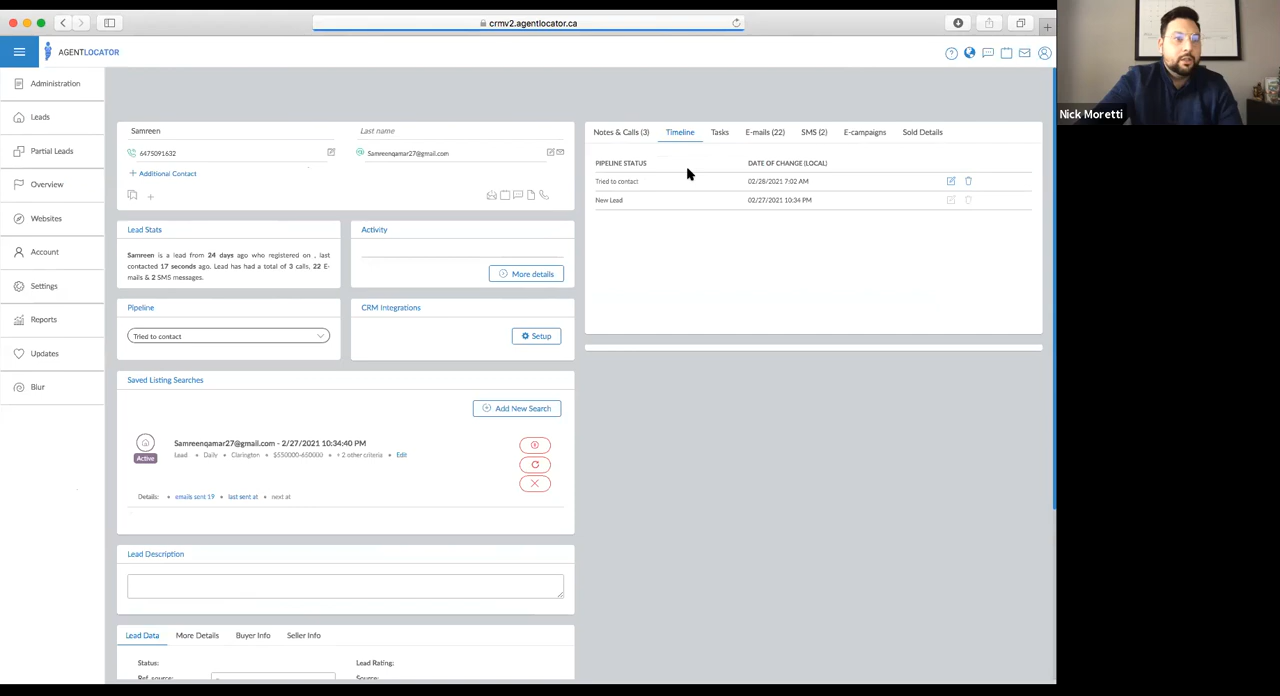 crmv2.agentlocator.ca
AGENTLOCATOR
Nick Moretti
Administration
Leads
Partial Leads
Overview
Websites
Account
Settings
Reports
Updates
Blur
Samreen
Last name
6475091632
Samreenqamar27@gmail.com
+ Additional Contact
Lead Stats
Samreen is a lead from 24 days ago who registered on , last
contacted 17 seconds ago. Lead has had a total of 3 calls, 22 E-
mails & 2 SMS messages.
Activity
More details
Pipeline
Tried to contact
CRM Integrations
Setup
Saved Listing Searches
Add New Search
Active
Samreenqamar27@gmail.com - 2/27/2021 10:34:40 PM
Lead • Daily • Clarington • $550000-650000 • + 2 other criteria • Edit
Details: • emails sent 19 • last sent at • next at
Lead Description
Lead Data More Details Buyer Info Seller Info
Status: Lead Rating:
Ref. source: Source:
Notes & Calls (3) Timeline Tasks E-mails (22) SMS (2) E-campaigns Sold Details
PIPELINE STATUS DATE OF CHANGE (LOCAL)
Tried to contact 02/28/2021 7:02 AM
New Lead 02/27/2021 10:34 PM